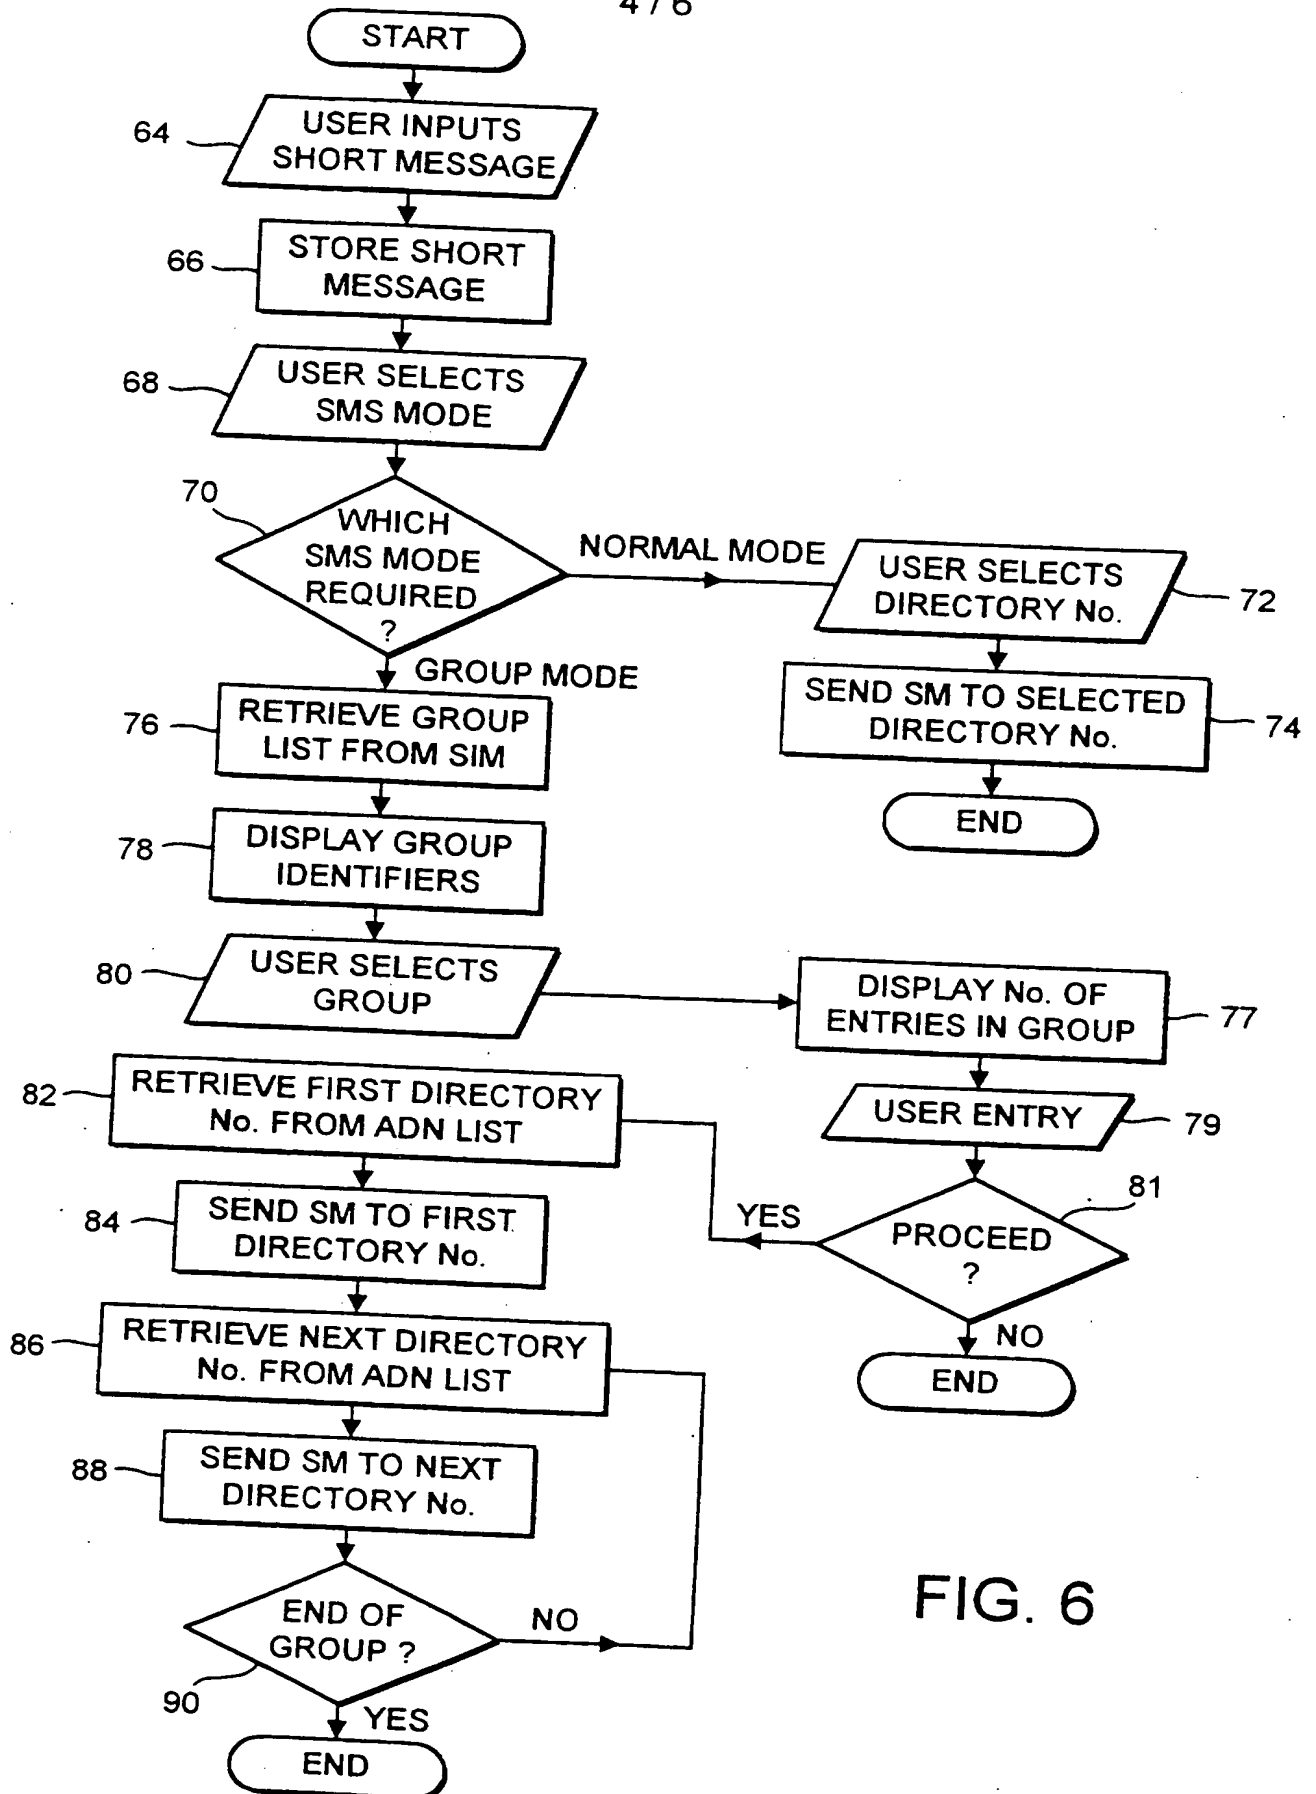 4 / 6
START
64
USER INPUTS
SHORT MESSAGE
66
STORE SHORT
MESSAGE
68
USER SELECTS
SMS MODE
70
WHICH
SMS MODE
REQUIRED
?
NORMAL MODE
USER SELECTS
DIRECTORY No.
72
SEND SM TO SELECTED
DIRECTORY No.
74
END
GROUP MODE
76
RETRIEVE GROUP
LIST FROM SIM
78
DISPLAY GROUP
IDENTIFIERS
80
USER SELECTS
GROUP
DISPLAY No. OF
ENTRIES IN GROUP
77
USER ENTRY
79
81
PROCEED
?
YES
NO
END
82
RETRIEVE FIRST DIRECTORY
No. FROM ADN LIST
84
SEND SM TO FIRST
DIRECTORY No.
86
RETRIEVE NEXT DIRECTORY
No. FROM ADN LIST
88
SEND SM TO NEXT
DIRECTORY No.
END OF
GROUP ?
NO
90
YES
END
FIG. 6